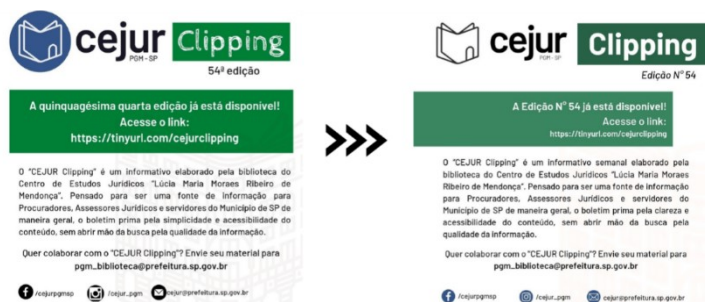 cejur
PGM - SP
Clipping
54ª edição
A quinquagésima quarta edição já está disponível!
Acesse o link:
https://tinyurl.com/cejurclipping
O "CEJUR Clipping" é um informativo elaborado pela biblioteca do
Centro de Estudos Jurídicos "Lúcia Maria Moraes Ribeiro de
Mendonça". Pensado para ser uma fonte de informação para
Procuradores, Assessores Jurídicos e servidores do Município de SP de
maneira geral, o boletim prima pela simplicidade e acessibilidade do
conteúdo, sem abrir mão da busca pela qualidade da informação.
Quer colaborar com o "CEJUR Clipping"? Envie seu material para
pgm_biblioteca@prefeitura.sp.gov.br
/cejurpgmsp
/cejur_pgm
cejur@prefeitura.sp.gov.br
>>>
cejur
PGM - SP
Clipping
Edição N° 54
A Edição N° 54 já está disponível!
Acesse o link:
https://tinyurl.com/cejurclipping
O "CEJUR Clipping" é um informativo semanal elaborado pela
biblioteca do Centro de Estudos Jurídicos "Lúcia Maria Moraes
Ribeiro de Mendonça". Pensado para ser uma fonte de informação
para Procuradores, Assessores Jurídicos e servidores do
Município de SP de maneira geral, o boletim prima pela clareza e
acessibilidade do conteúdo, sem abrir mão da busca pela
qualidade da informação.
Quer colaborar com o "CEJUR Clipping"? Envie seu material para
pgm_biblioteca@prefeitura.sp.gov.br
/cejurpgmsp
/cejur_pgm
cejur@prefeitura.sp.gov.br